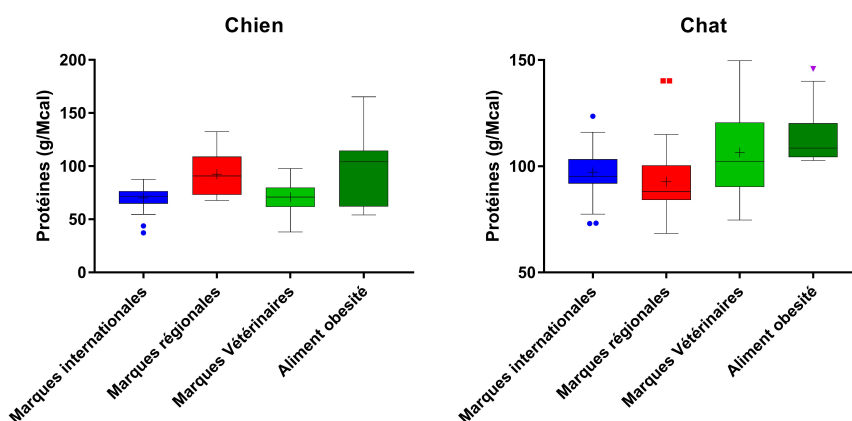 Chien
Protéines (g/Mcal)
200
150
100
50
0
Marques internationales
Marques régionales
Marques Vétérinaires
Aliment obesité
Chat
Protéines (g/Mcal)
150
100
50
Marques internationales
Marques régionales
Marques Vétérinaires
Aliment obesité